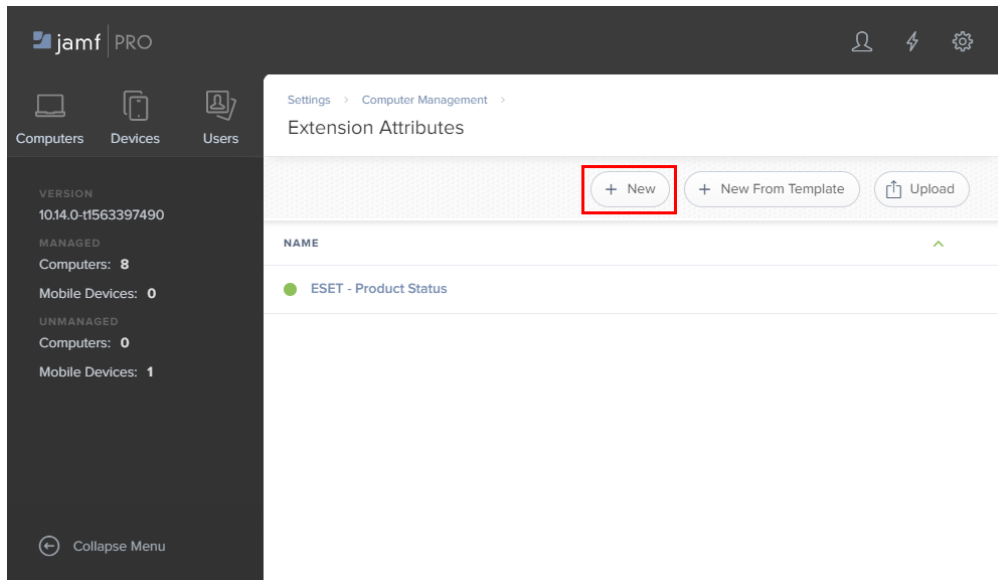 jamf PRO
Computers Devices Users
VERSION
10.14.0-t1563397490
MANAGED
Computers: 8
Mobile Devices: 0
UNMANAGED
Computers: 0
Mobile Devices: 1
Collapse Menu
Settings > Computer Management >
Extension Attributes
+ New + New From Template Upload
NAME
ESET - Product Status